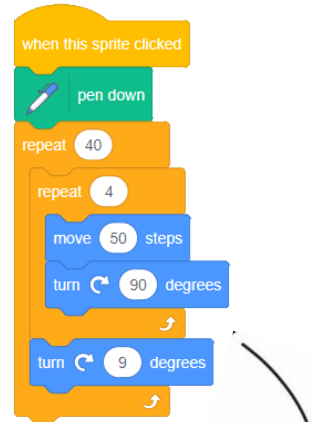 when this sprite clicked
pen down
repeat 40
repeat 4
move 50 steps
turn 90 degrees
turn 9 degrees